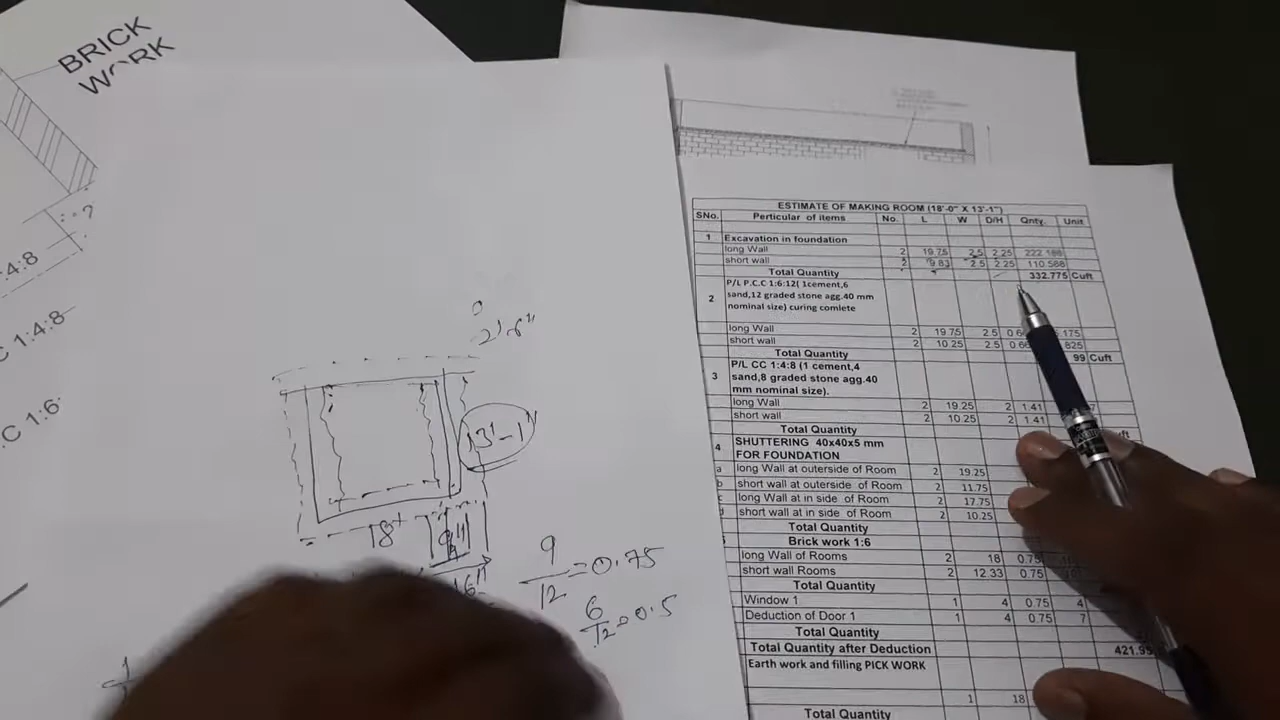 BRICK
WORK
:4:8
C 1:4:8
C 1:6
2'-6"
13'-1"
18'
9"
9/12 = 0.75
6/12 = 0.5
ESTIMATE OF MAKING ROOM (18'-0" X 13'-1")
SNo. Perticular of items No. L W D/H Qnty. Unit
1 Excavation in foundation
long Wall 2 19.75 2.5 2.25 222.188
short wall 2 9.83 2.5 2.25 110.588
Total Quantity 332.775 Cuft
2 P/L P.C.C 1:6:12( 1cement,6
sand,12 graded stone agg.40 mm
nominal size) curing comlete
long Wall 2 19.75 2.5
short wall 2 10.25 2.5
Total Quantity 99 Cuft
3 P/L CC 1:4:8 (1 cement,4
sand,8 graded stone agg.40
mm nominal size).
long Wall 2 19.25 2 1.41
short wall 2 10.25 2 1.41
Total Quantity
4 SHUTTERING 40x40x5 mm
FOR FOUNDATION
a long Wall at outerside of Room 2 19.25
b short wall at outerside of Room 2 11.75
c long Wall at in side of Room 2 17.75
d short wall at in side of Room 2 10.25
Total Quantity
Brick work 1:6
long Wall of Rooms 2 18 0.75
short wall Rooms 2 12.33 0.75
Total Quantity
Window 1 1 4 0.75 4
Deduction of Door 1 1 4 0.75 7
Total Quantity
Total Quantity after Deduction 421.95
Earth work and filling PICK WORK
1 18
Total Quantity